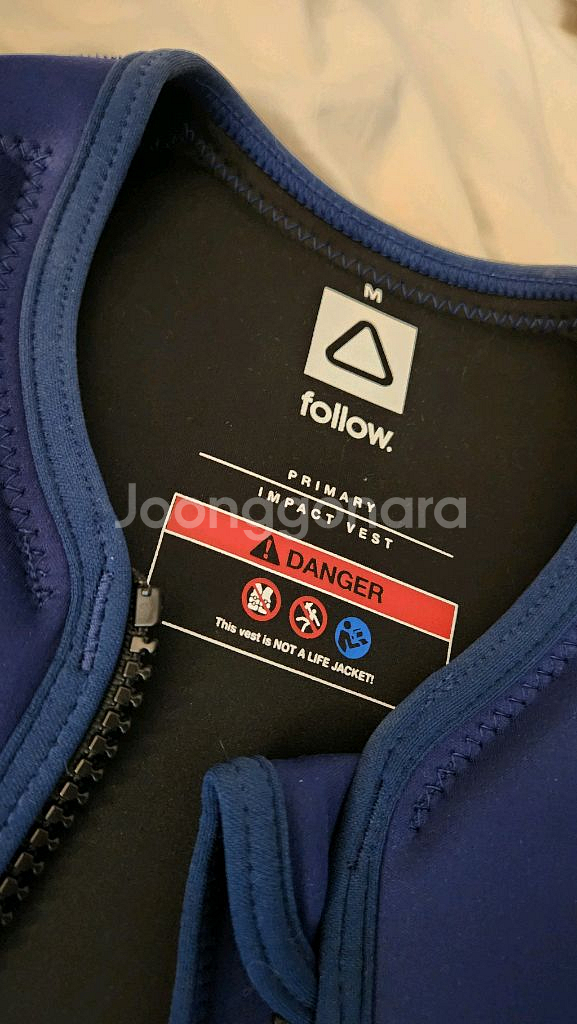 M
follow.
PRIMARY
IMPACT VEST
Joonggonara
DANGER
This vest is NOT A LIFE JACKET!